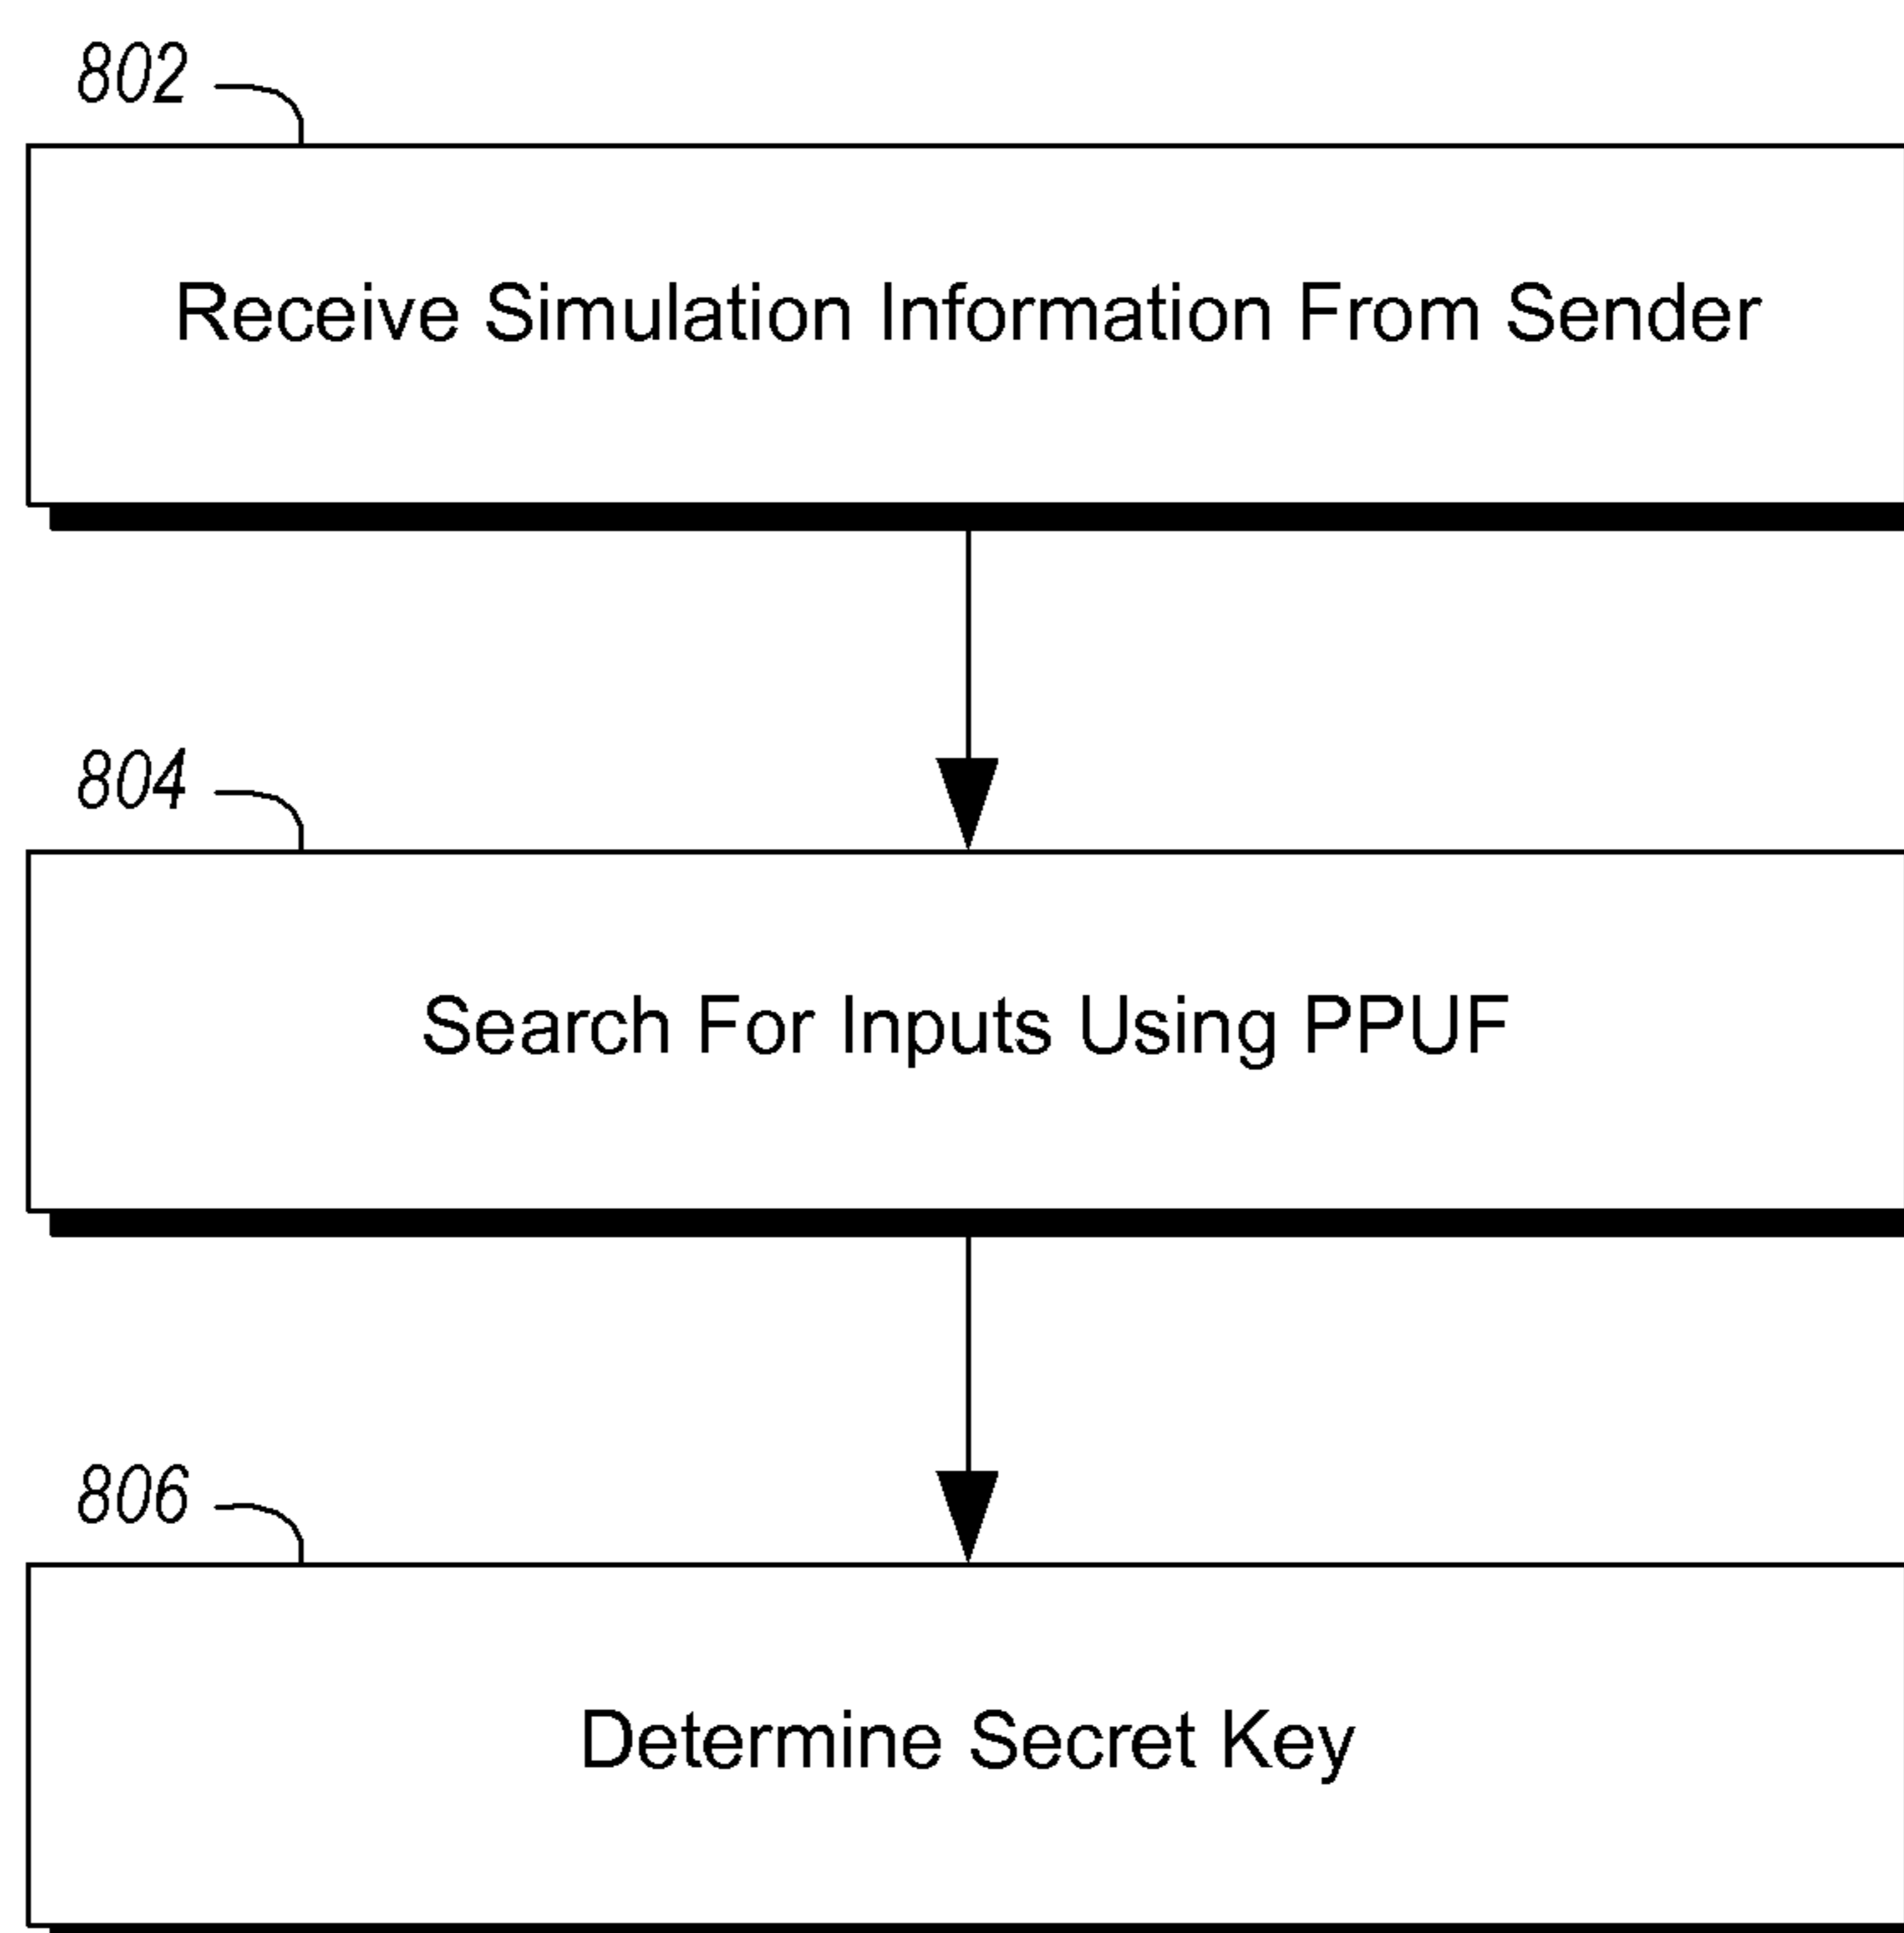 802
Receive Simulation Information From Sender
804
Search For Inputs Using PPUF
806
Determine Secret Key